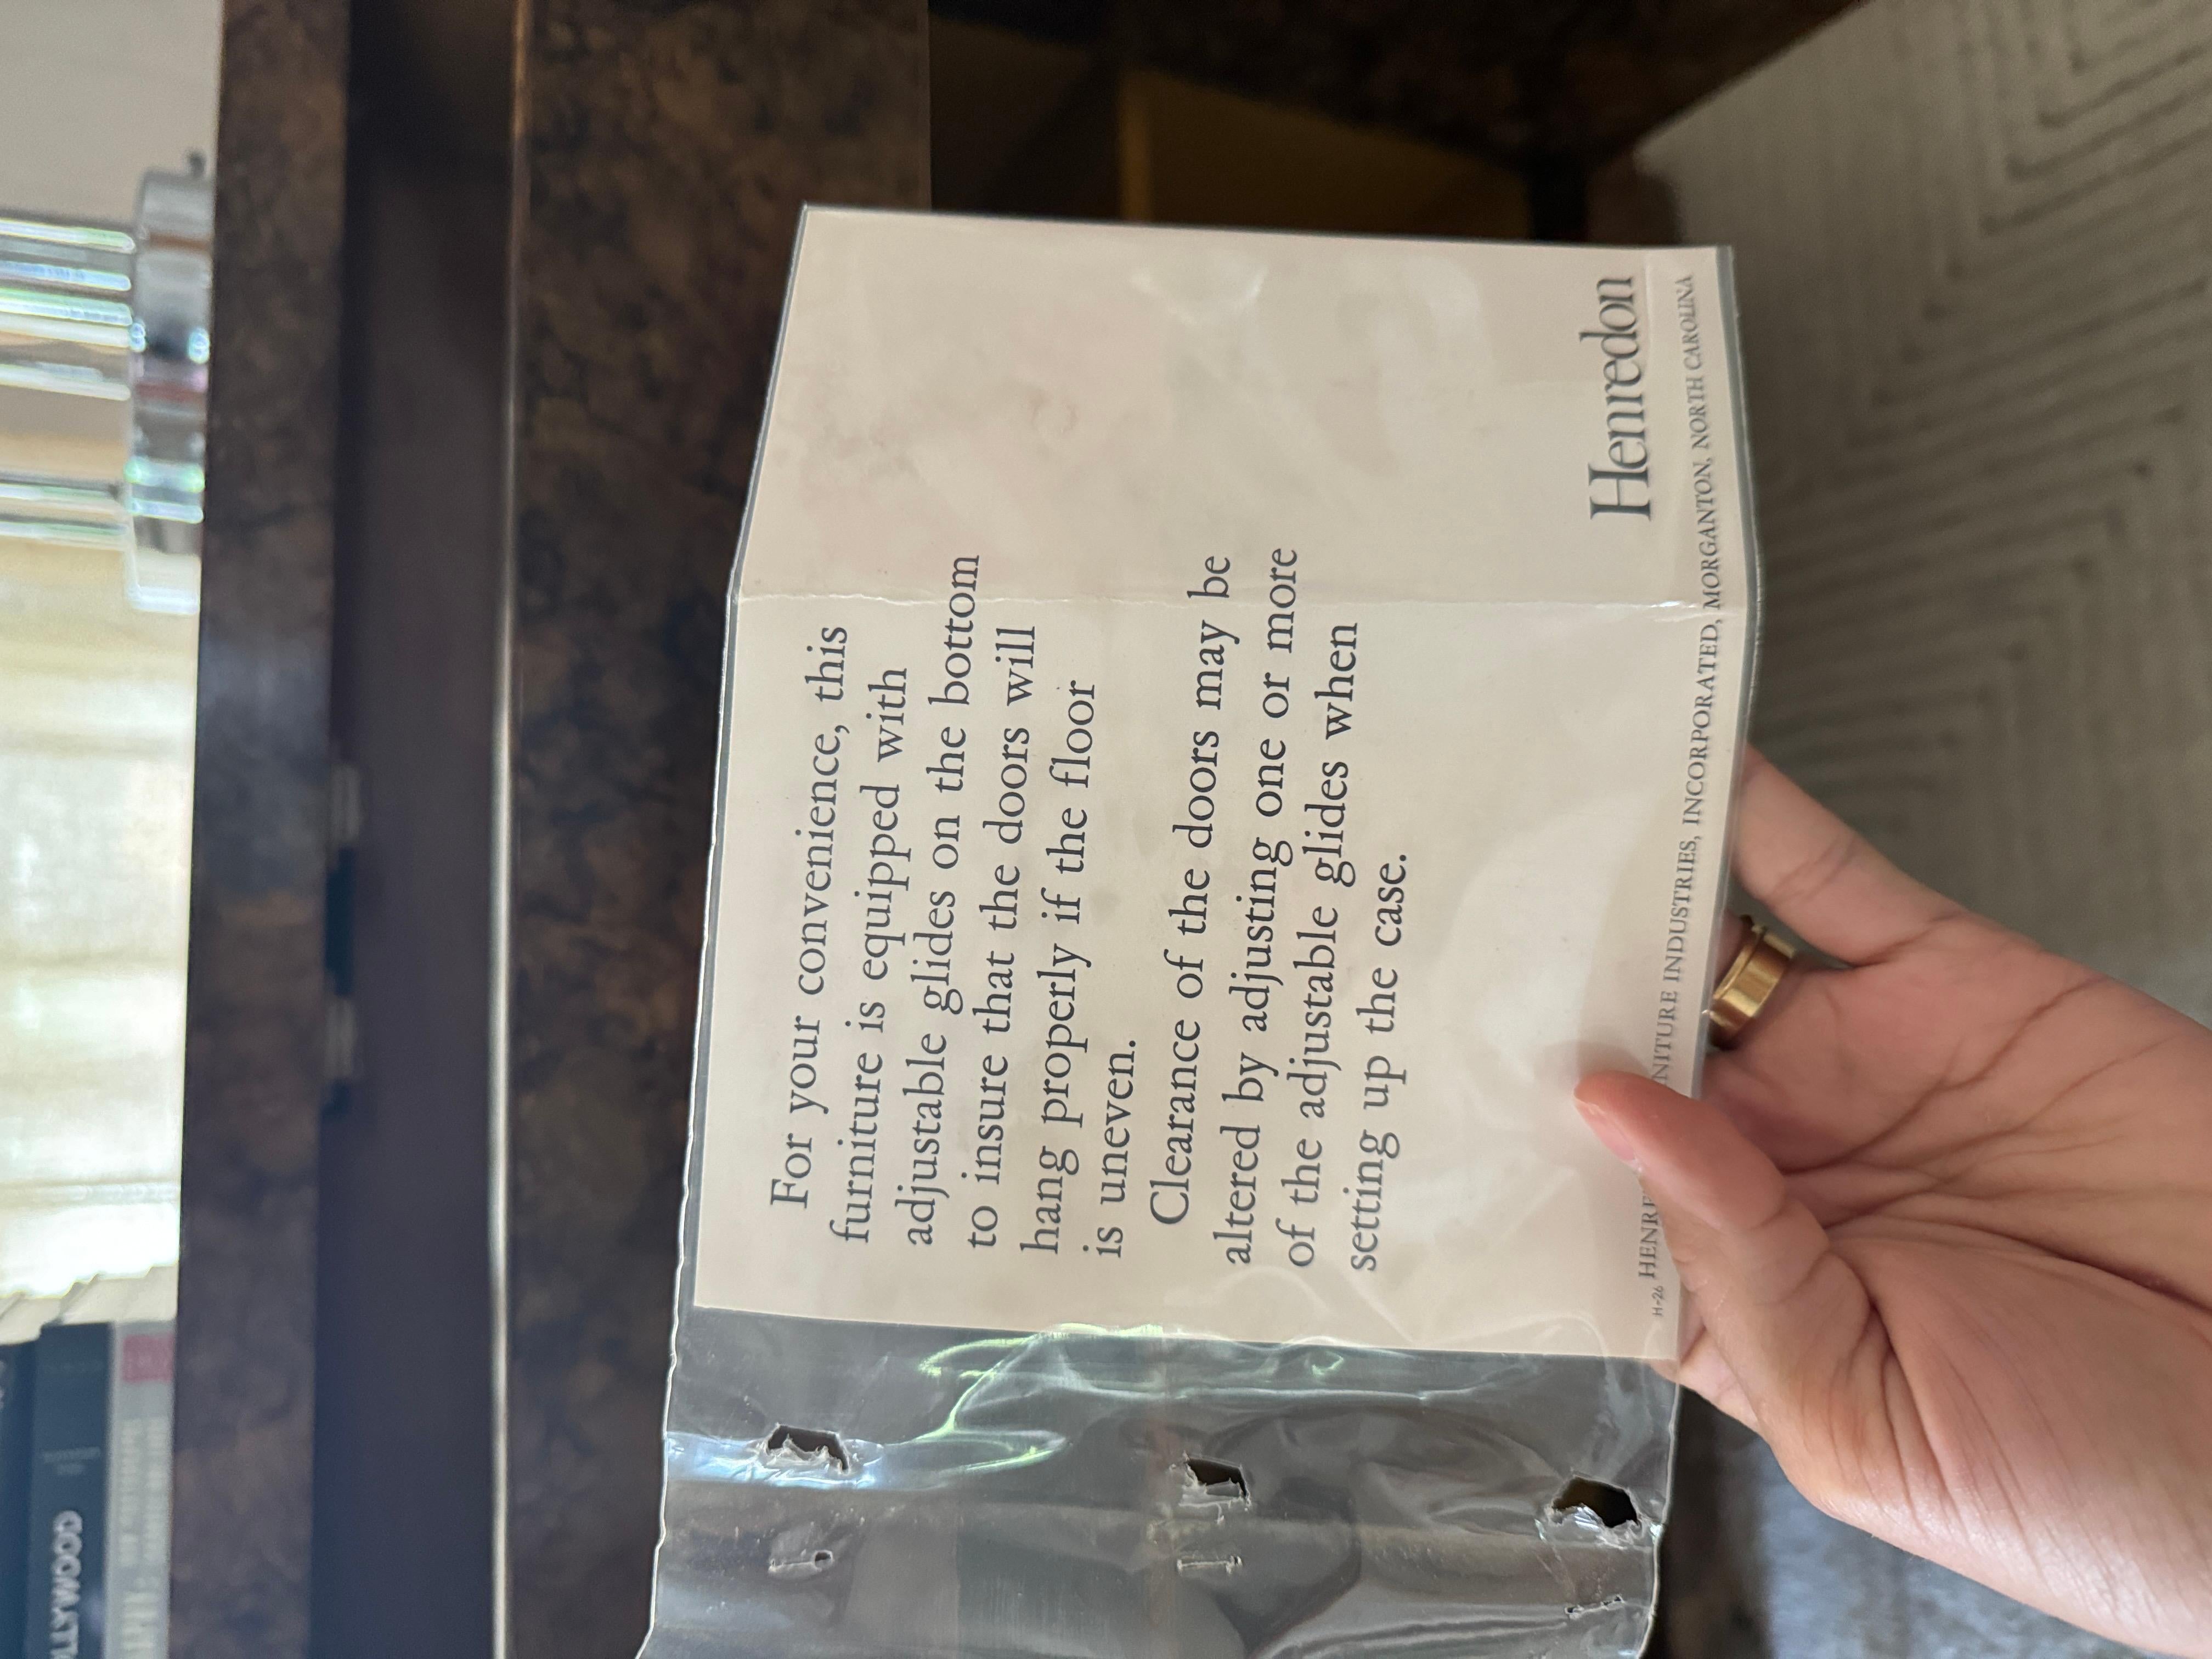 For your convenience, this
furniture is equipped with
adjustable glides on the bottom
to insure that the doors will
hang properly if the floor
is uneven.
Clearance of the doors may be
altered by adjusting one or more
of the adjustable glides when
setting up the case.
Henredon
H-26 HENRE NITURE INDUSTRIES, INCORPORATED, MORGANTON, NORTH CAROLINA